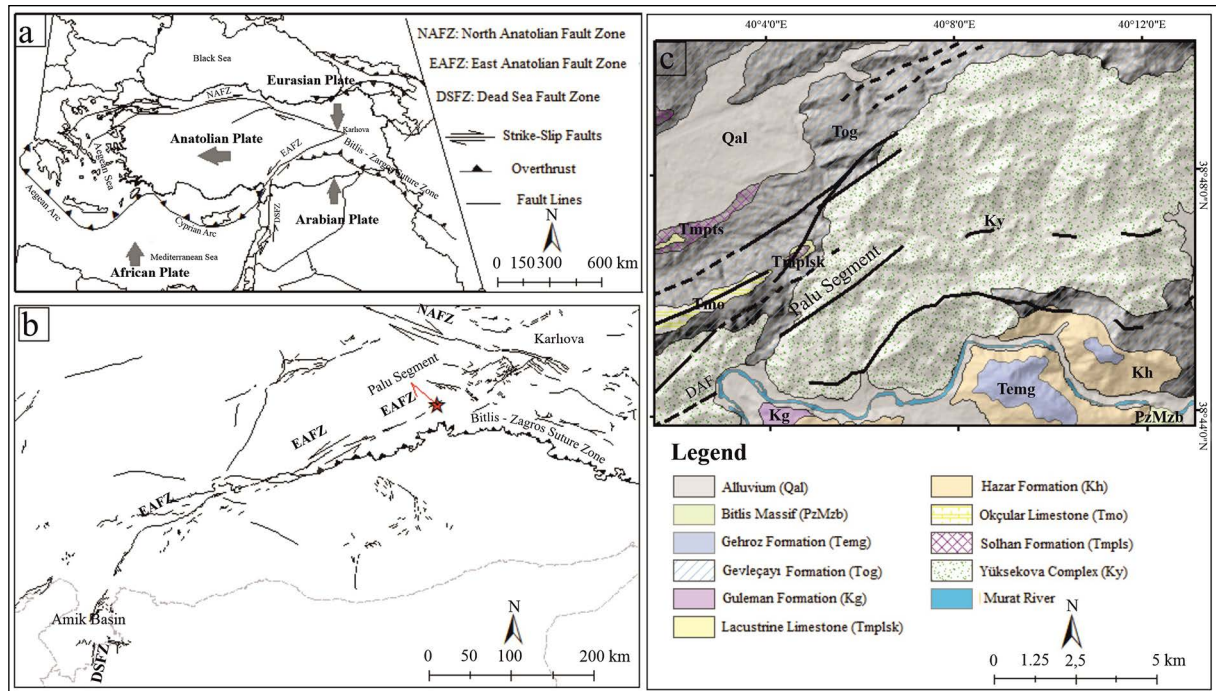 a
Black Sea
Eurasian Plate
NAFZ
Karlıova
Anatolian Plate
EAFZ
Bitlis - Zagros Suture Zone
Aegean Sea
Aegean Arc
Cyprian Arc
DSFZ
Arabian Plate
Mediterranean Sea
African Plate
NAFZ: North Anatolian Fault Zone
EAFZ: East Anatolian Fault Zone
DSFZ: Dead Sea Fault Zone
Strike-Slip Faults
Overthrust
Fault Lines
N
0 150 300 600 km
b
NAFZ
Karlıova
Palu Segment
EAFZ
Bitlis - Zagros Suture Zone
EAFZ
EAFZ
Amik Basin
DSFZ
N
0 50 100 200 km
c
40°4'0"E 40°8'0"E 40°12'0"E
38°48'0"N
38°44'0"N
Qal
Tog
Tmpts
Ky
Tmplsk
Palu Segment
Tmo
DAF
Temg
Kh
Kg
PzMzb
Legend
Alluvium (Qal)
Bitlis Massif (PzMzb)
Gehroz Formation (Temg)
Gevleçayı Formation (Tog)
Guleman Formation (Kg)
Lacustrine Limestone (Tmplsk)
Hazar Formation (Kh)
Okçular Limestone (Tmo)
Solhan Formation (Tmpls)
Yüksekova Complex (Ky)
Murat River
N
0 1.25 2,5 5 km